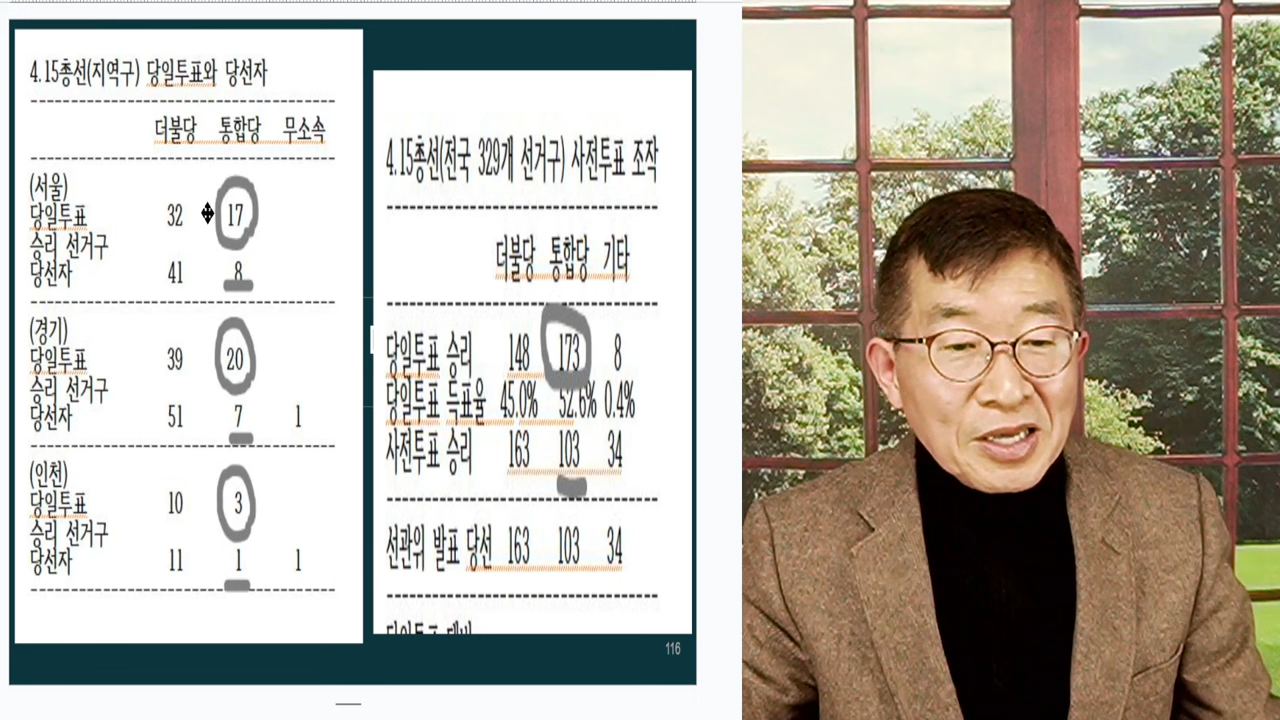 4.15총선(지역구) 당일투표와 당선자
더불당 통합당 무소속
(서울)
당일투표 32 17
승리 선거구
당선자 41 8
(경기)
당일투표 39 20
승리 선거구
당선자 51 7 1
(인천)
당일투표 10 3
승리 선거구
당선자 11 1 1
4.15총선(전국 329개 선거구) 사전투표 조작
더불당 통합당 기타
당일투표 승리 148 173 8
당일투표 득표율 45.0% 52.6% 0.4%
사전투표 승리 163 103 34
선관위 발표 당선 163 103 34
116